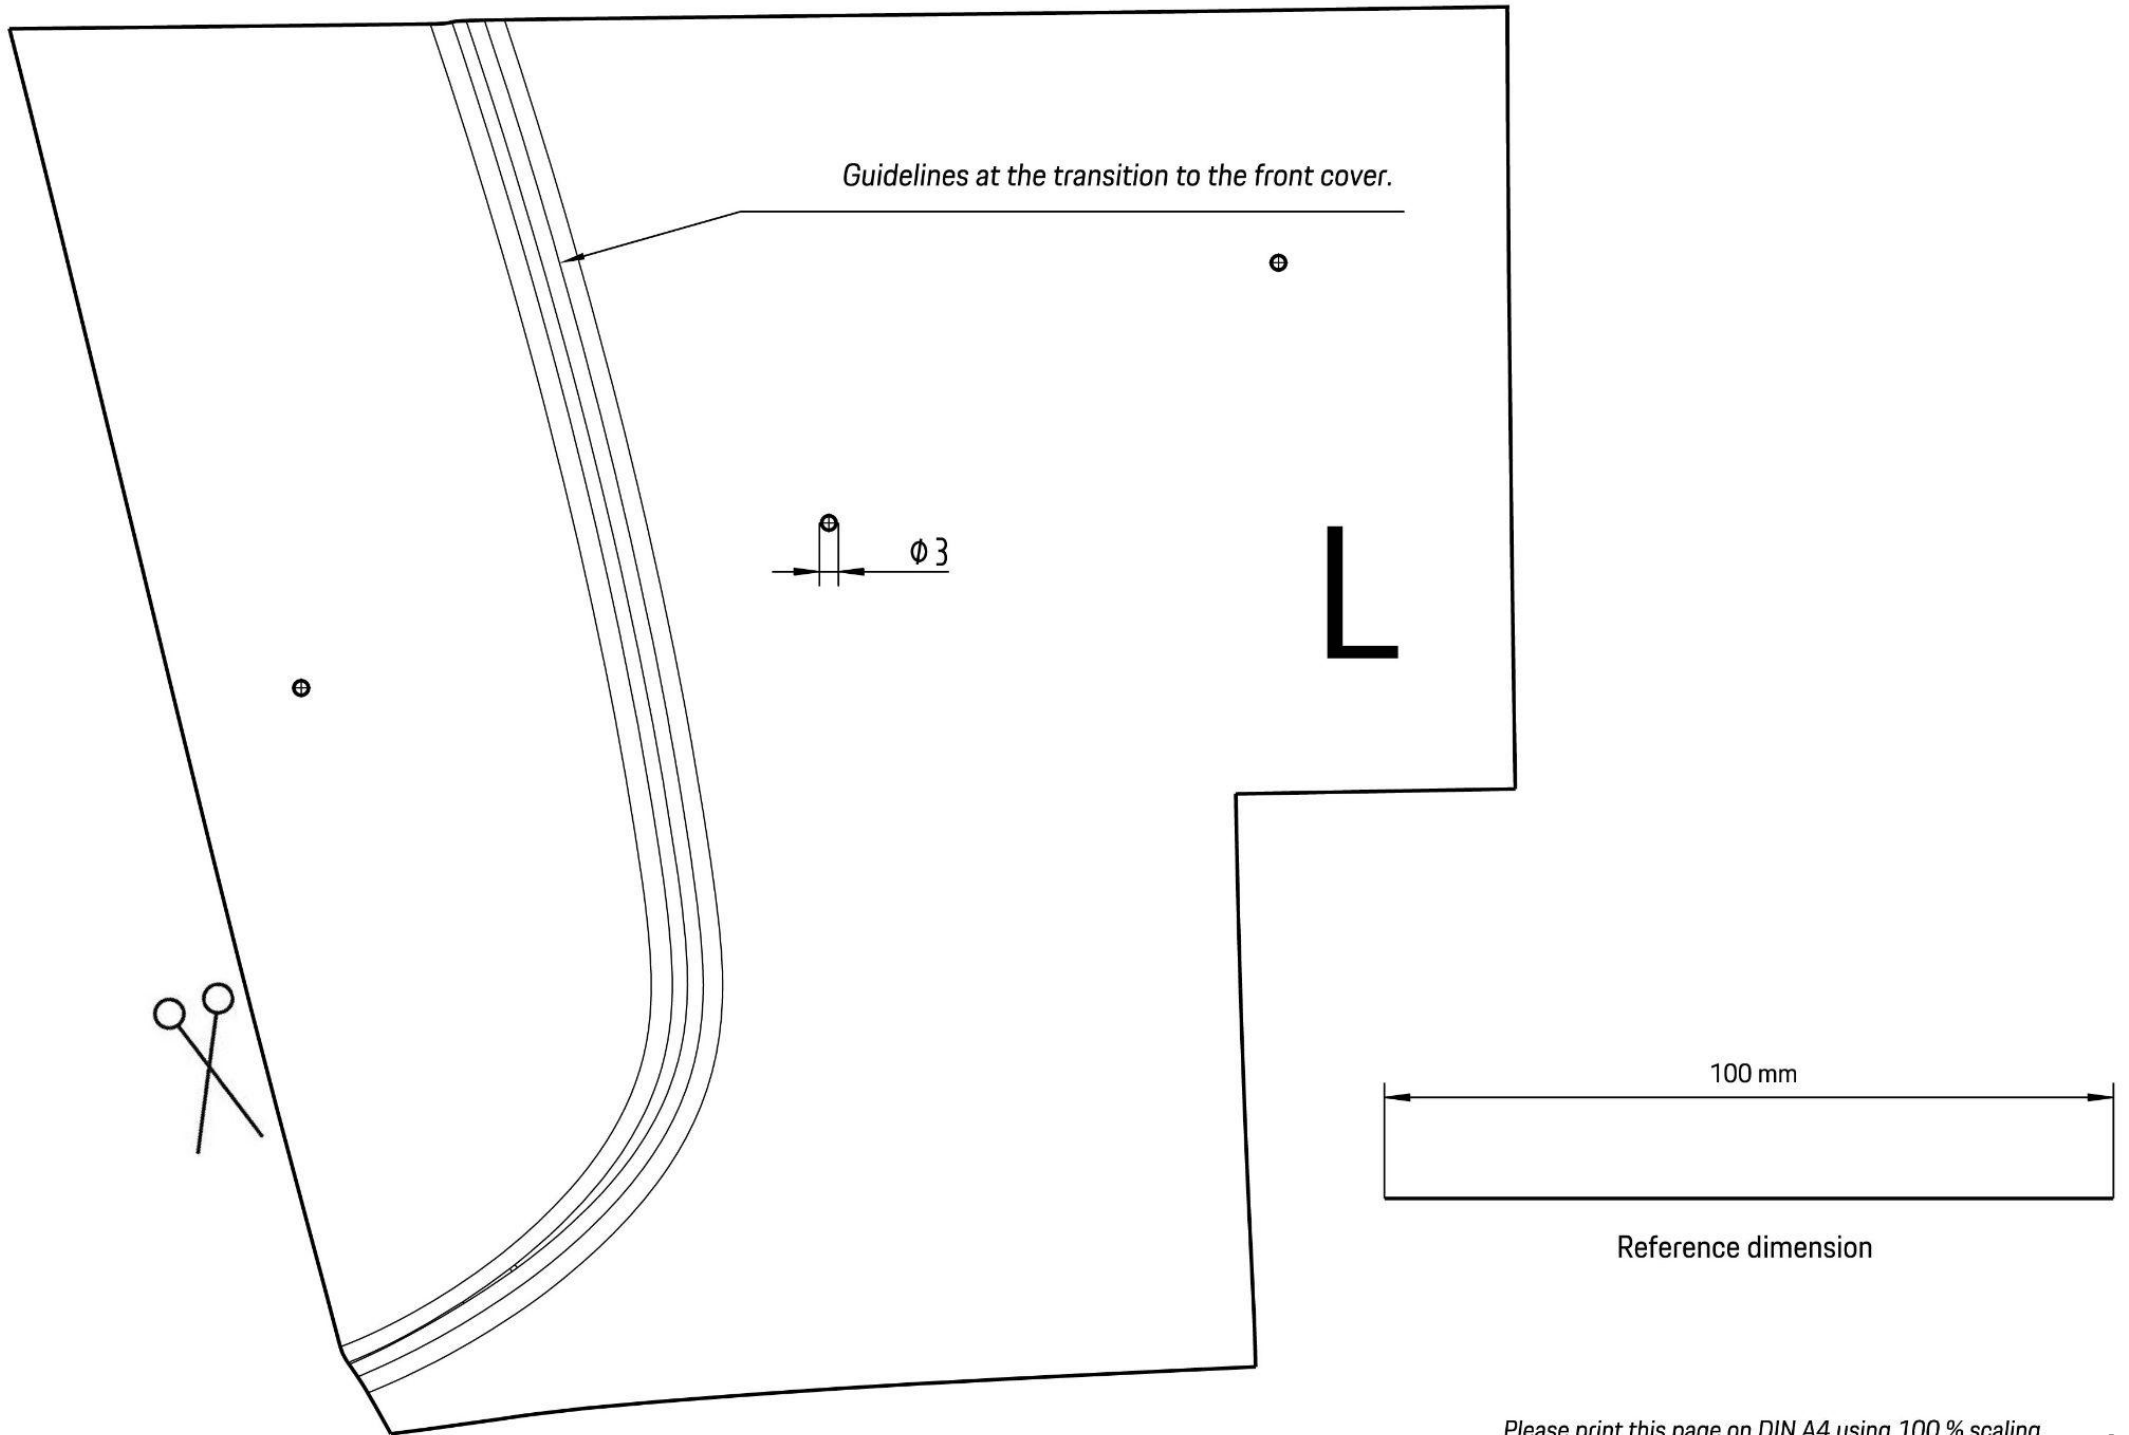 Guidelines at the transition to the front cover.
Ø 3
L
100 mm
Reference dimension
Please print this page on DIN A4 using 100 % scaling